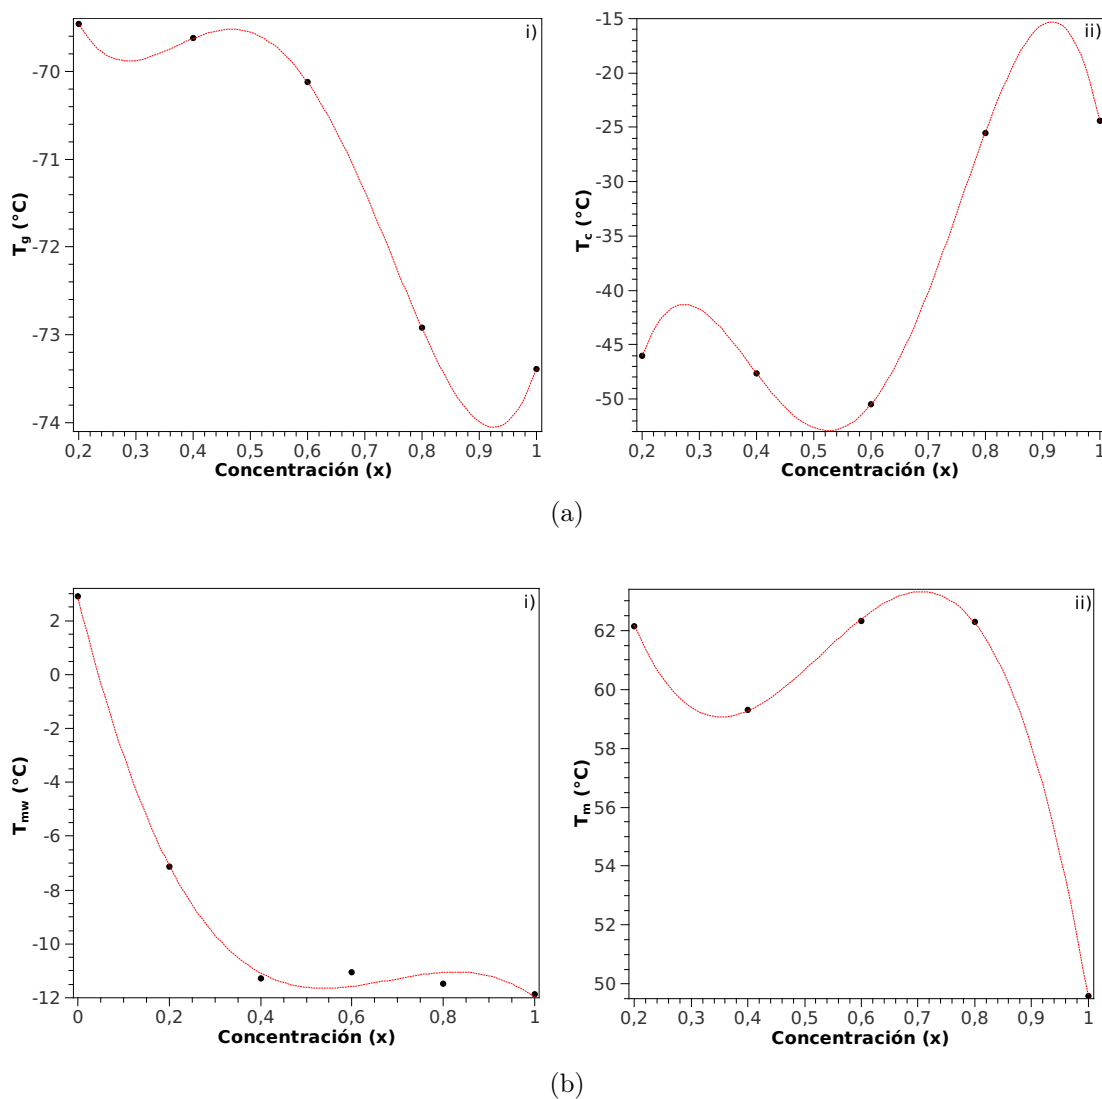 i)
-70
-71
-72
-73
-74
T_g (°C)
0,2 0,3 0,4 0,5 0,6 0,7 0,8 0,9 1
Concentración (x)
ii)
-15
-20
-25
-30
-35
-40
-45
-50
T_c (°C)
0,2 0,3 0,4 0,5 0,6 0,7 0,8 0,9 1
Concentración (x)
(a)
i)
2
0
-2
-4
-6
-8
-10
-12
T_mw (°C)
0 0,2 0,4 0,6 0,8 1
Concentración (x)
ii)
62
60
58
56
54
52
50
T_m (°C)
0,2 0,3 0,4 0,5 0,6 0,7 0,8 0,9 1
Concentración (x)
(b)